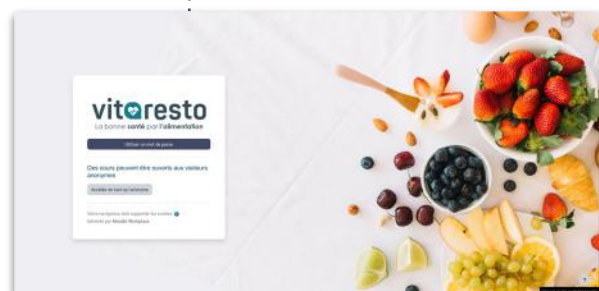 vitaresto
La bonne santé par l'alimentation
Utiliser un mot de passe
Des cours peuvent être ouverts aux visiteurs
anonymes
Accéder en tant qu'anonyme
Votre navigateur doit supporter les cookies
Motorisé par Moodle Workplace